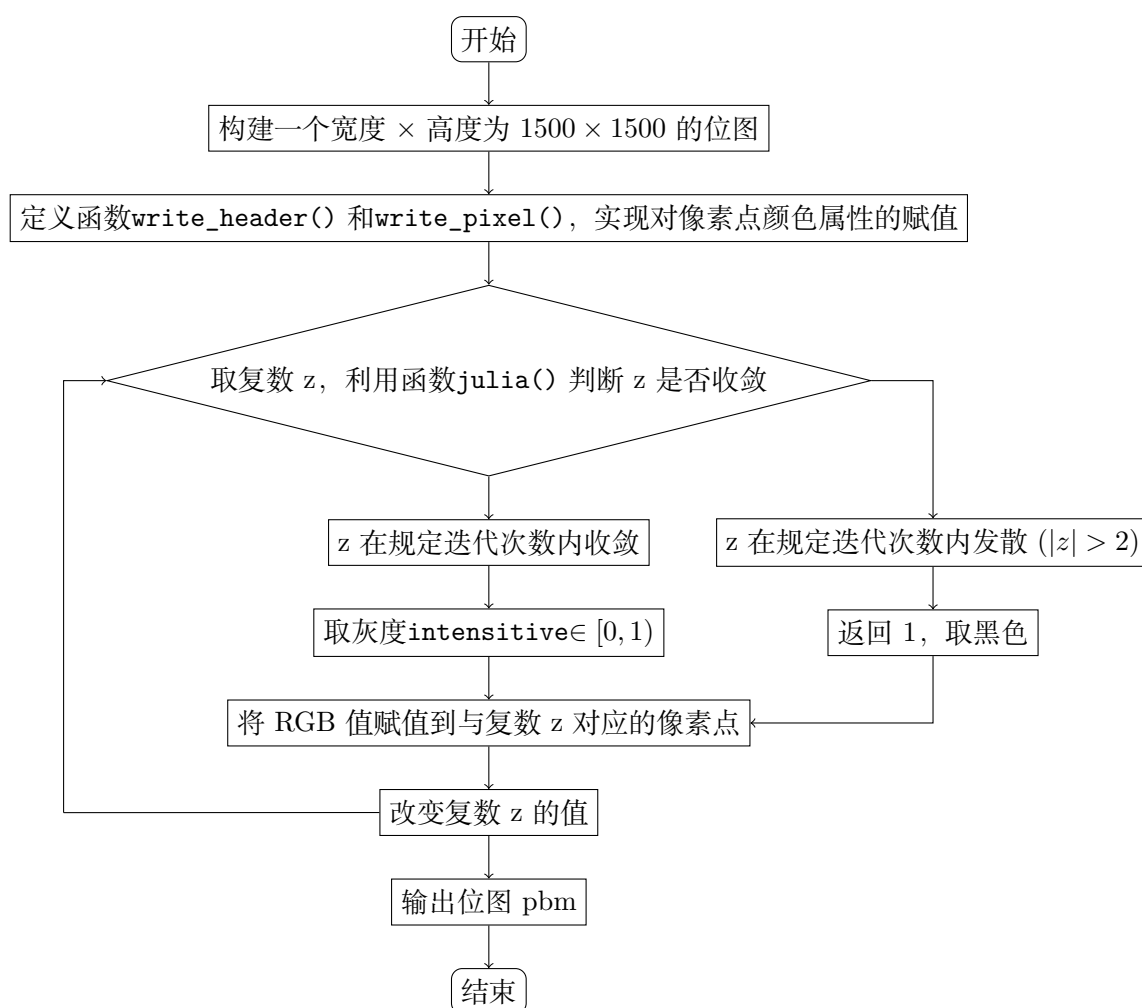 开始
构建一个宽度 × 高度为 1500 × 1500 的位图
定义函数write_header() 和write_pixel()，实现对像素点颜色属性的赋值
取复数 z，利用函数julia() 判断 z 是否收敛
z 在规定迭代次数内收敛
z 在规定迭代次数内发散 (|z| > 2)
取灰度intensitive∈ [0, 1)
返回 1，取黑色
将 RGB 值赋值到与复数 z 对应的像素点
改变复数 z 的值
输出位图 pbm
结束